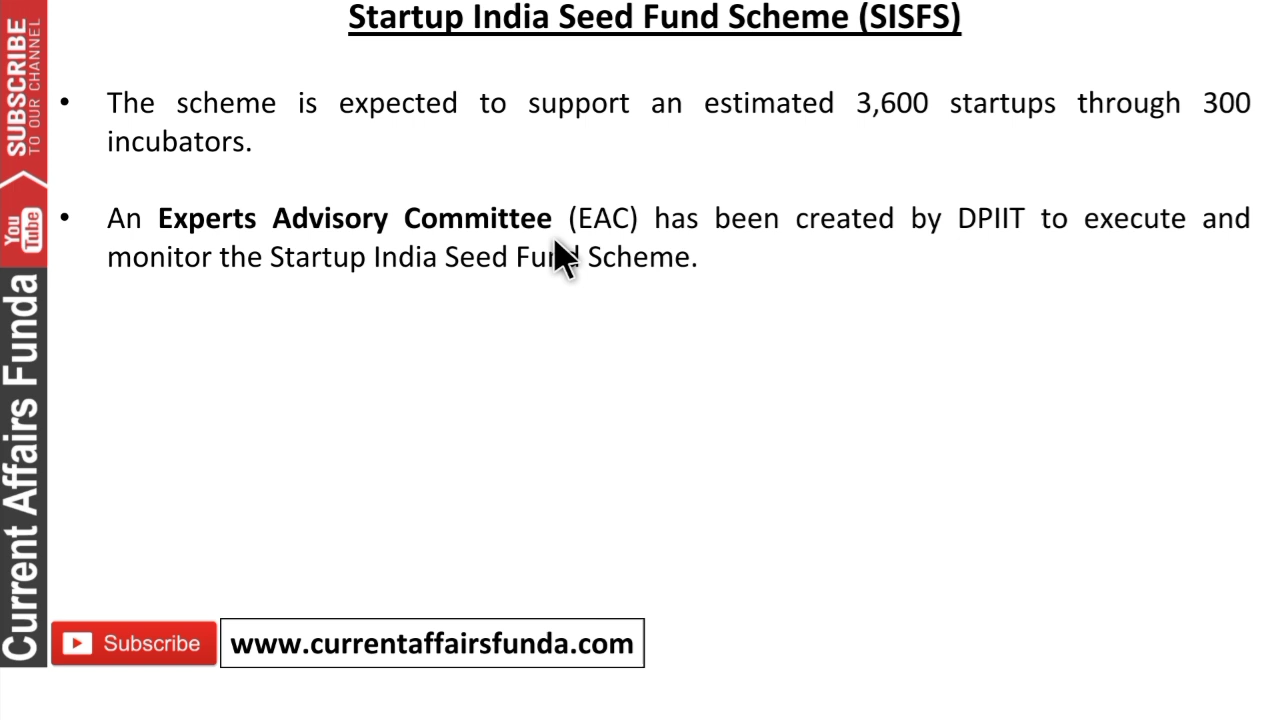 Startup India Seed Fund Scheme (SISFS)
• The scheme is expected to support an estimated 3,600 startups through 300
incubators.
• An Experts Advisory Committee (EAC) has been created by DPIIT to execute and
monitor the Startup India Seed Fund Scheme.
SUBSCRIBE
TO OUR CHANNEL
You
Tube
Current Affairs Funda
Subscribe
www.currentaffairsfunda.com